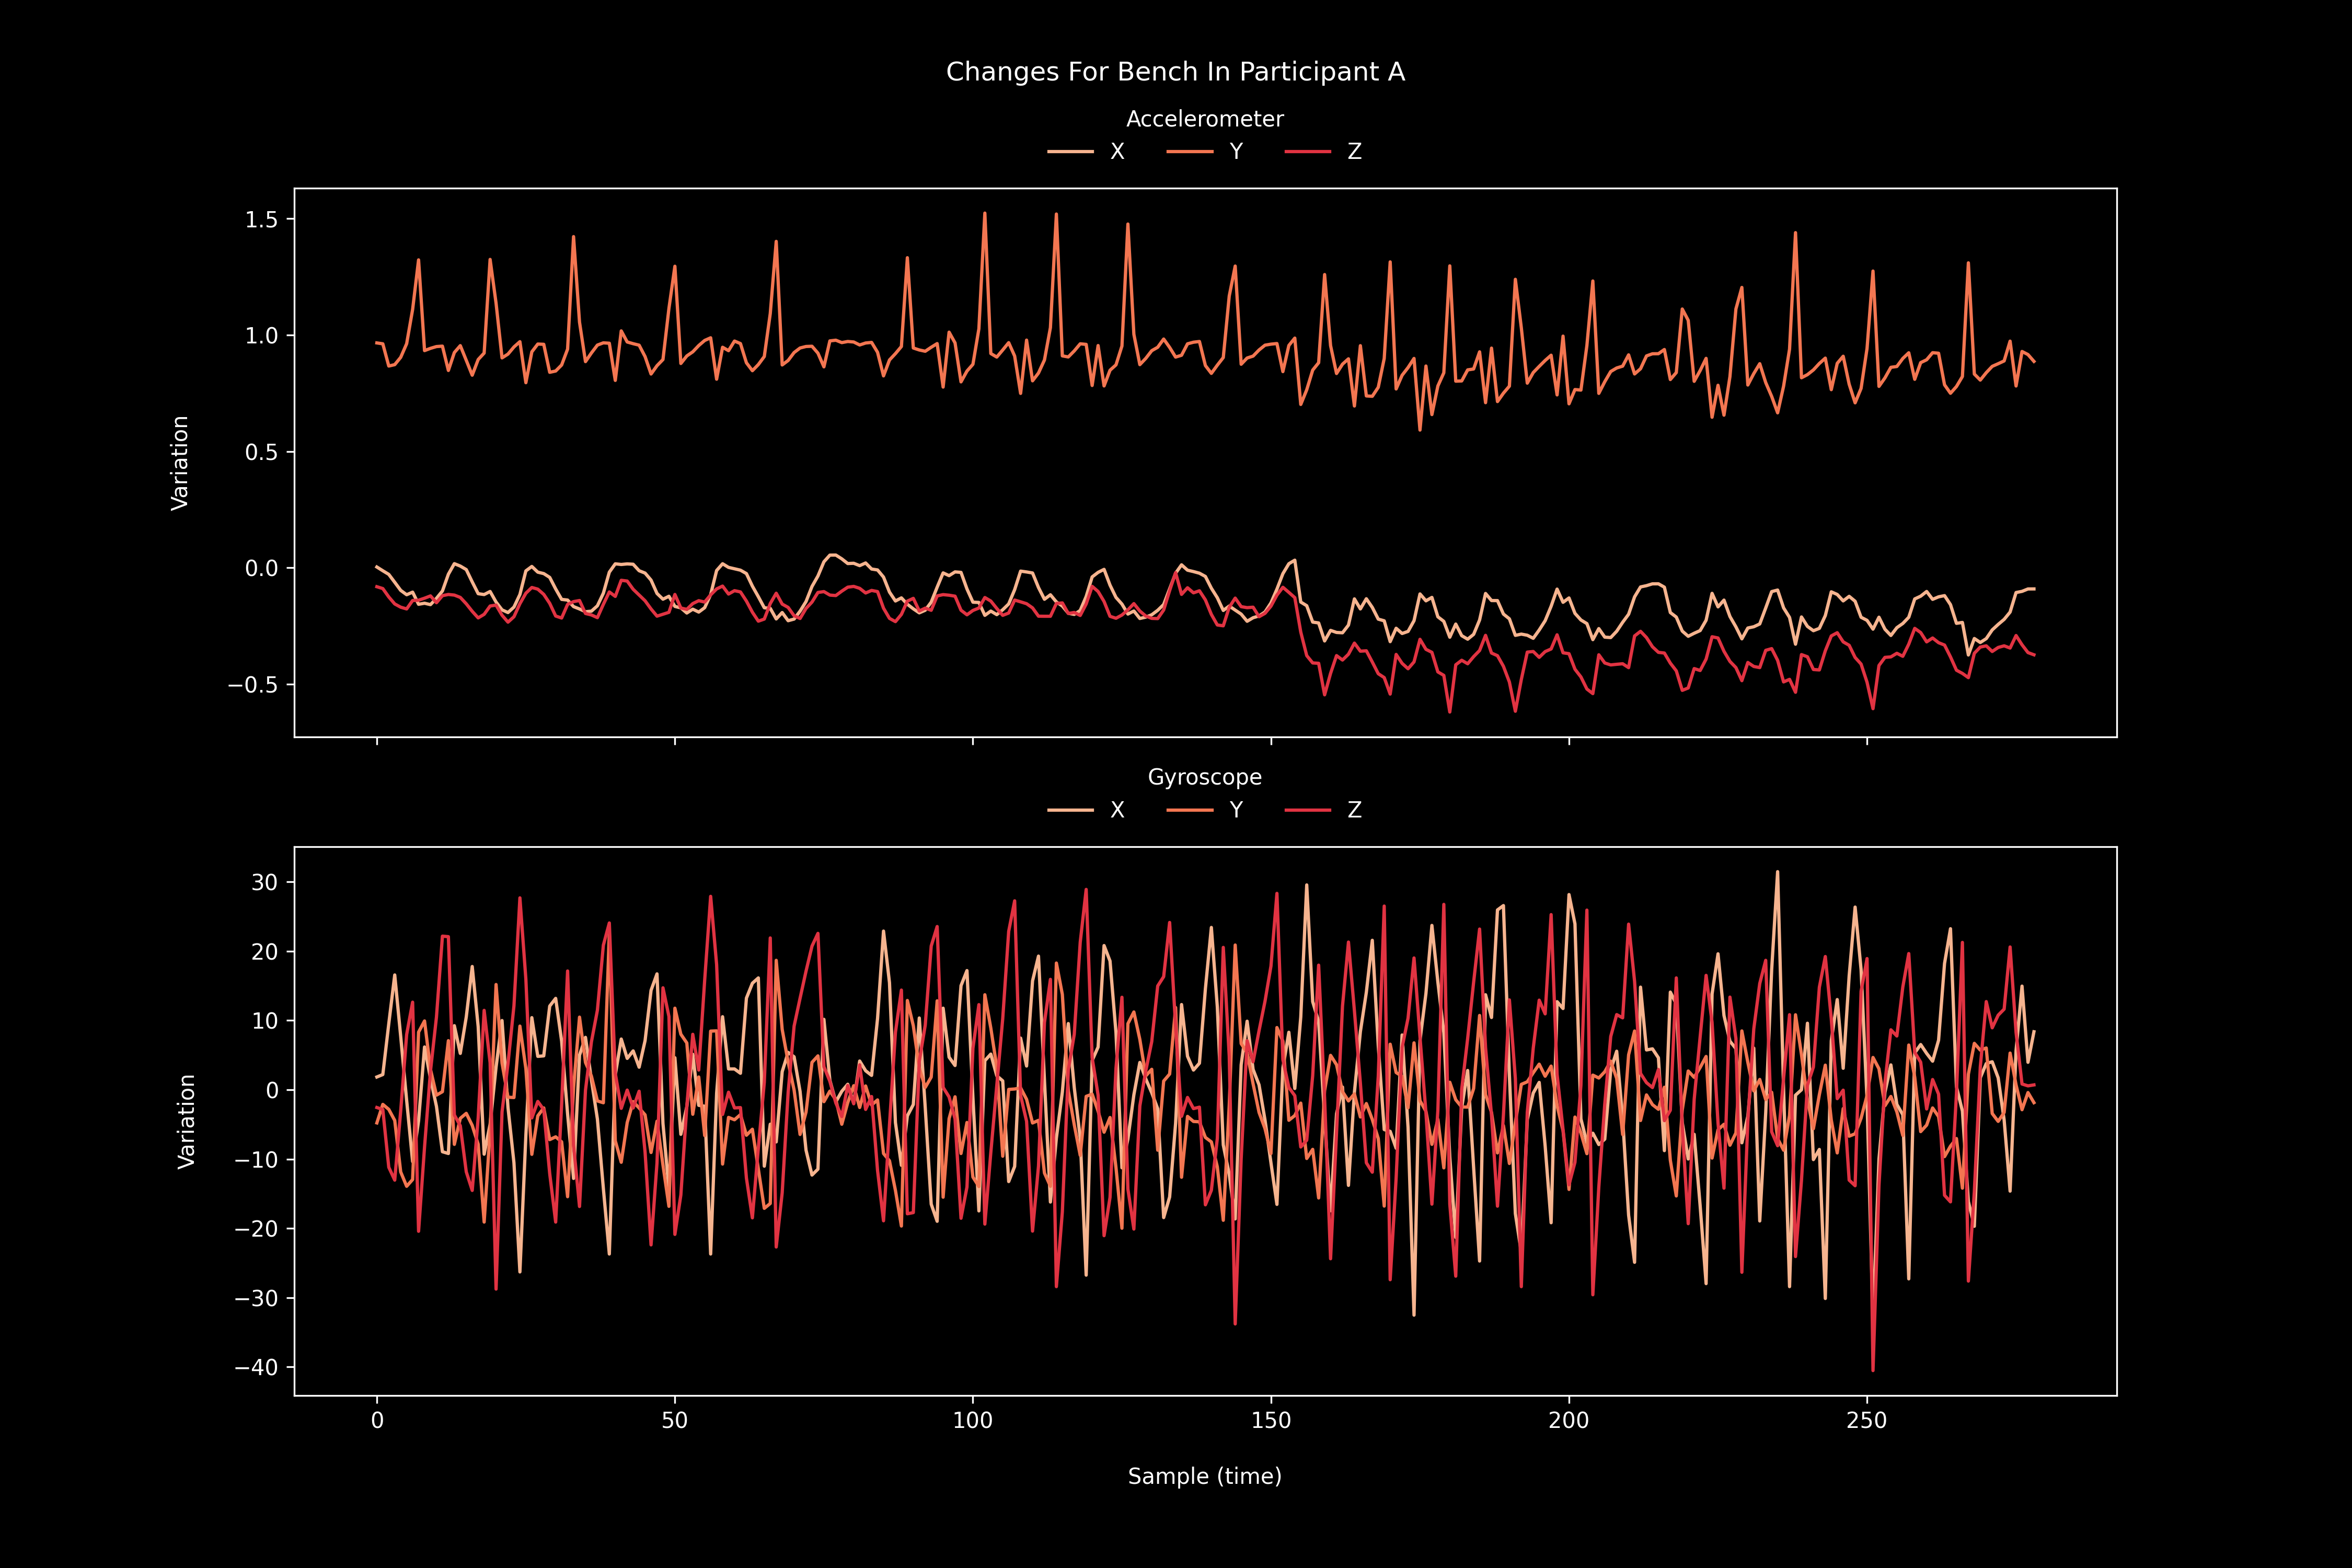 Changes For Bench In Participant A
Accelerometer
X Y Z
1.5
1.0
0.5
0.0
−0.5
Variation
Gyroscope
X Y Z
30
20
10
0
−10
−20
−30
−40
Variation
0 50 100 150 200 250
Sample (time)